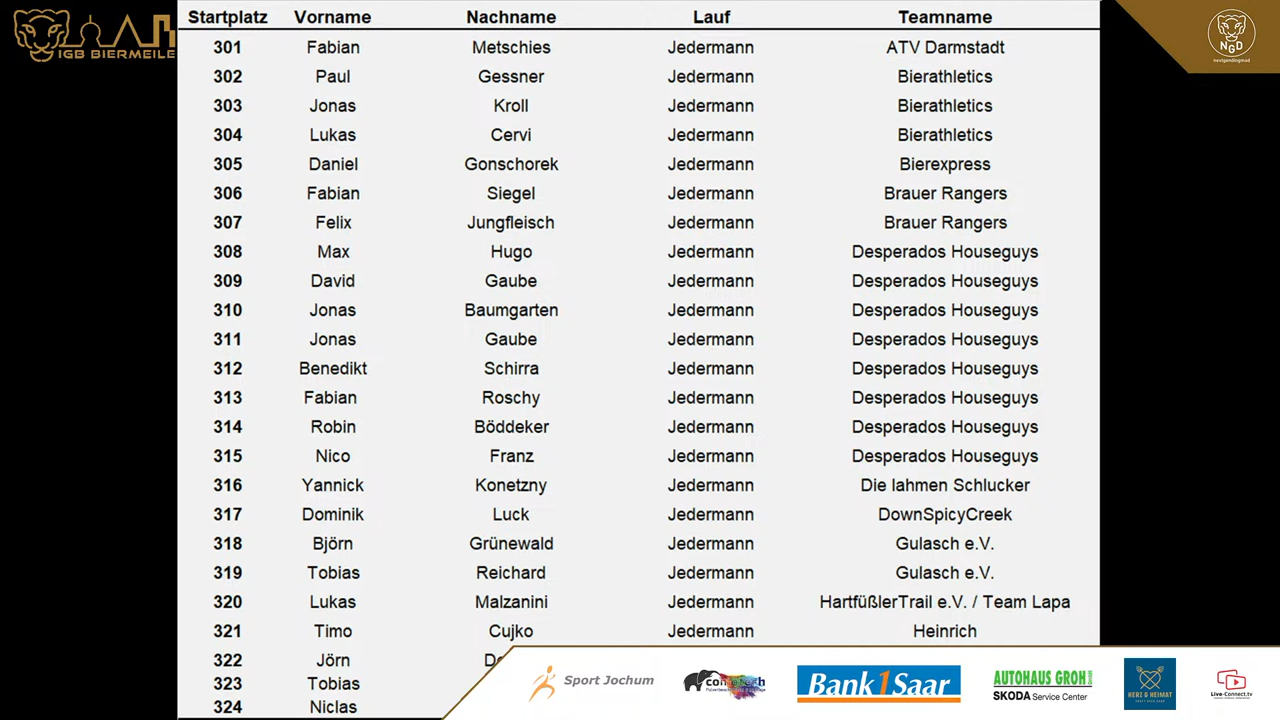 IGB BIERMEILE
NGD
nextgendingmad
Startplatz Vorname Nachname Lauf Teamname
301 Fabian Metschies Jedermann ATV Darmstadt
302 Paul Gessner Jedermann Bierathletics
303 Jonas Kroll Jedermann Bierathletics
304 Lukas Cervi Jedermann Bierathletics
305 Daniel Gonschorek Jedermann Bierexpress
306 Fabian Siegel Jedermann Brauer Rangers
307 Felix Jungfleisch Jedermann Brauer Rangers
308 Max Hugo Jedermann Desperados Houseguys
309 David Gaube Jedermann Desperados Houseguys
310 Jonas Baumgarten Jedermann Desperados Houseguys
311 Jonas Gaube Jedermann Desperados Houseguys
312 Benedikt Schirra Jedermann Desperados Houseguys
313 Fabian Roschy Jedermann Desperados Houseguys
314 Robin Böddeker Jedermann Desperados Houseguys
315 Nico Franz Jedermann Desperados Houseguys
316 Yannick Konetzny Jedermann Die lahmen Schlucker
317 Dominik Luck Jedermann DownSpicyCreek
318 Björn Grünewald Jedermann Gulasch e.V.
319 Tobias Reichard Jedermann Gulasch e.V.
320 Lukas Malzanini Jedermann HartfüßlerTrail e.V. / Team Lapa
321 Timo Cujko Jedermann Heinrich
322 Jörn
323 Tobias
324 Niclas
Sport Jochum
Bank1Saar
AUTOHAUS GROH GmbH
SKODA Service Center
HERZ & HEIMAT
Live-Connect.tv